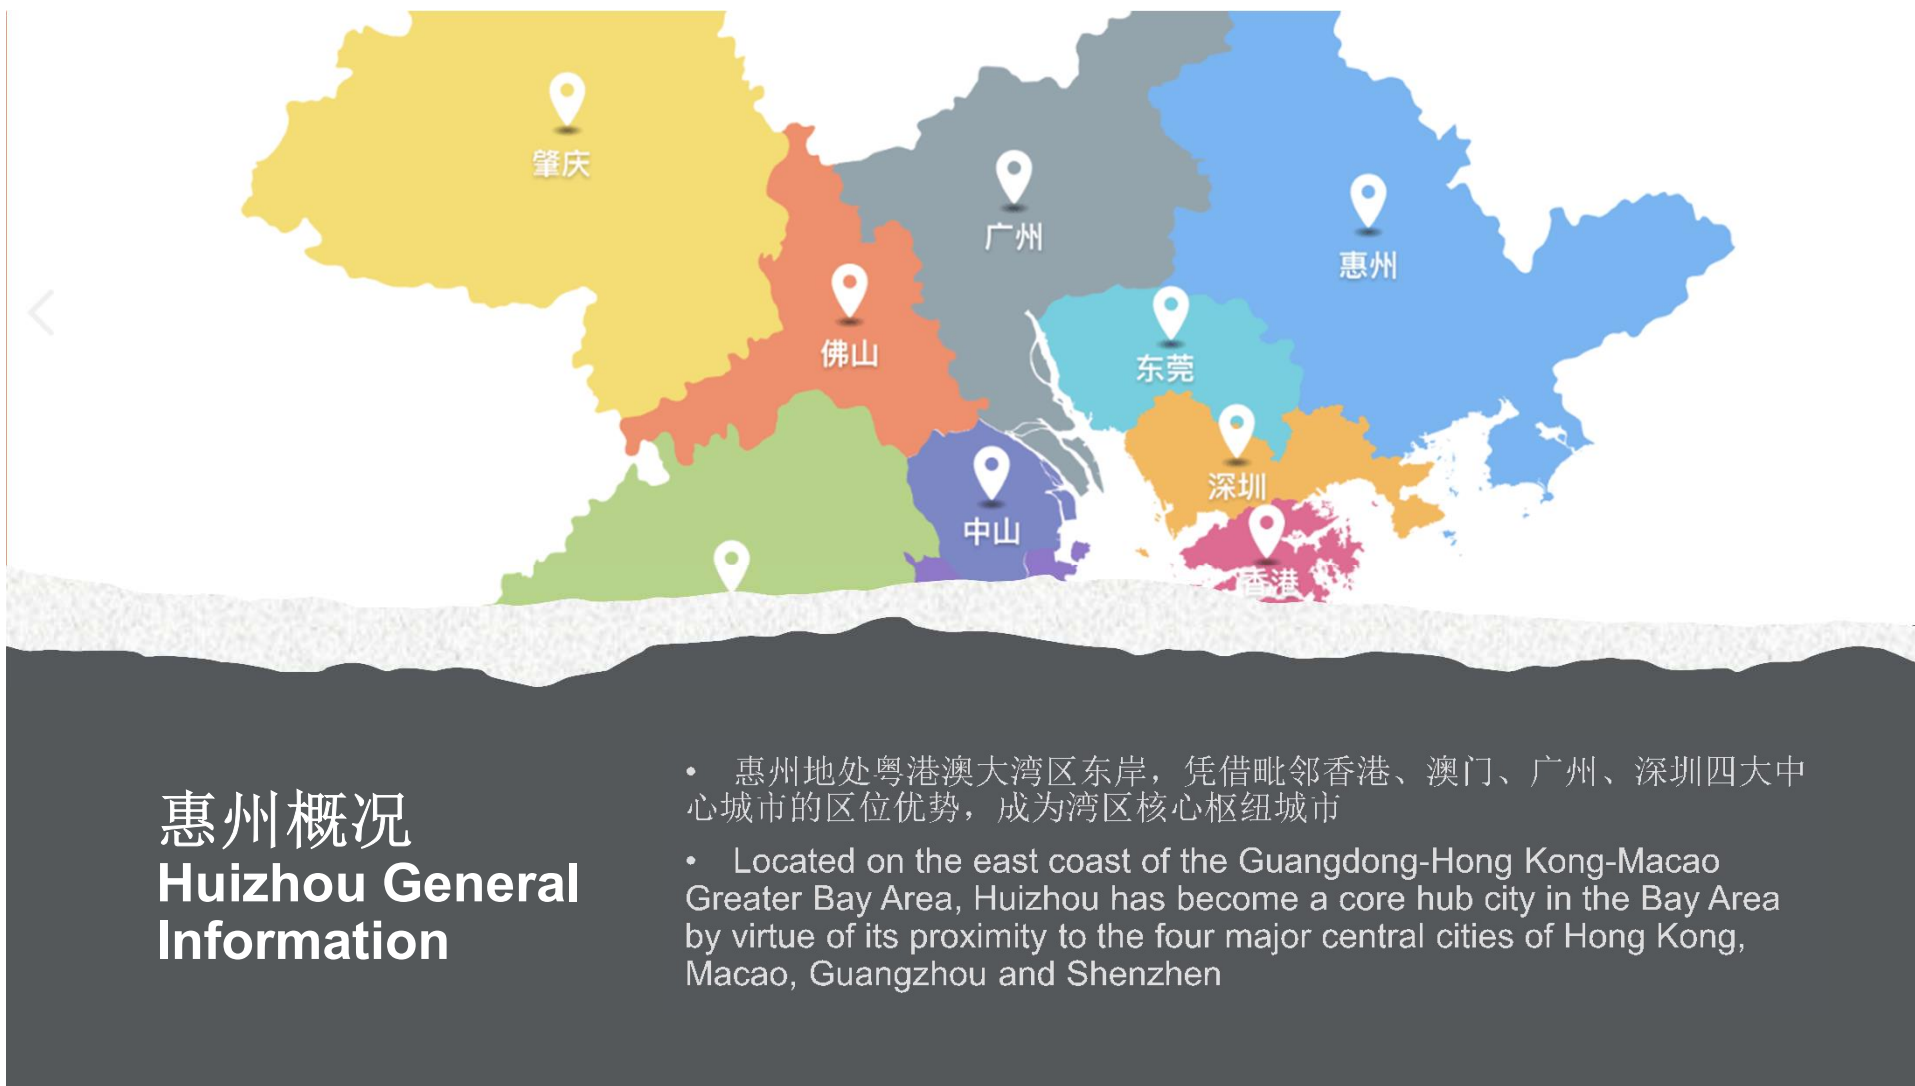 肇庆
广州
惠州
佛山
东莞
深圳
中山
香港
惠州概况
Huizhou General
Information
• 惠州地处粤港澳大湾区东岸，凭借毗邻香港、澳门、广州、深圳四大中
心城市的区位优势，成为湾区核心枢纽城市
• Located on the east coast of the Guangdong-Hong Kong-Macao
Greater Bay Area, Huizhou has become a core hub city in the Bay Area
by virtue of its proximity to the four major central cities of Hong Kong,
Macao, Guangzhou and Shenzhen